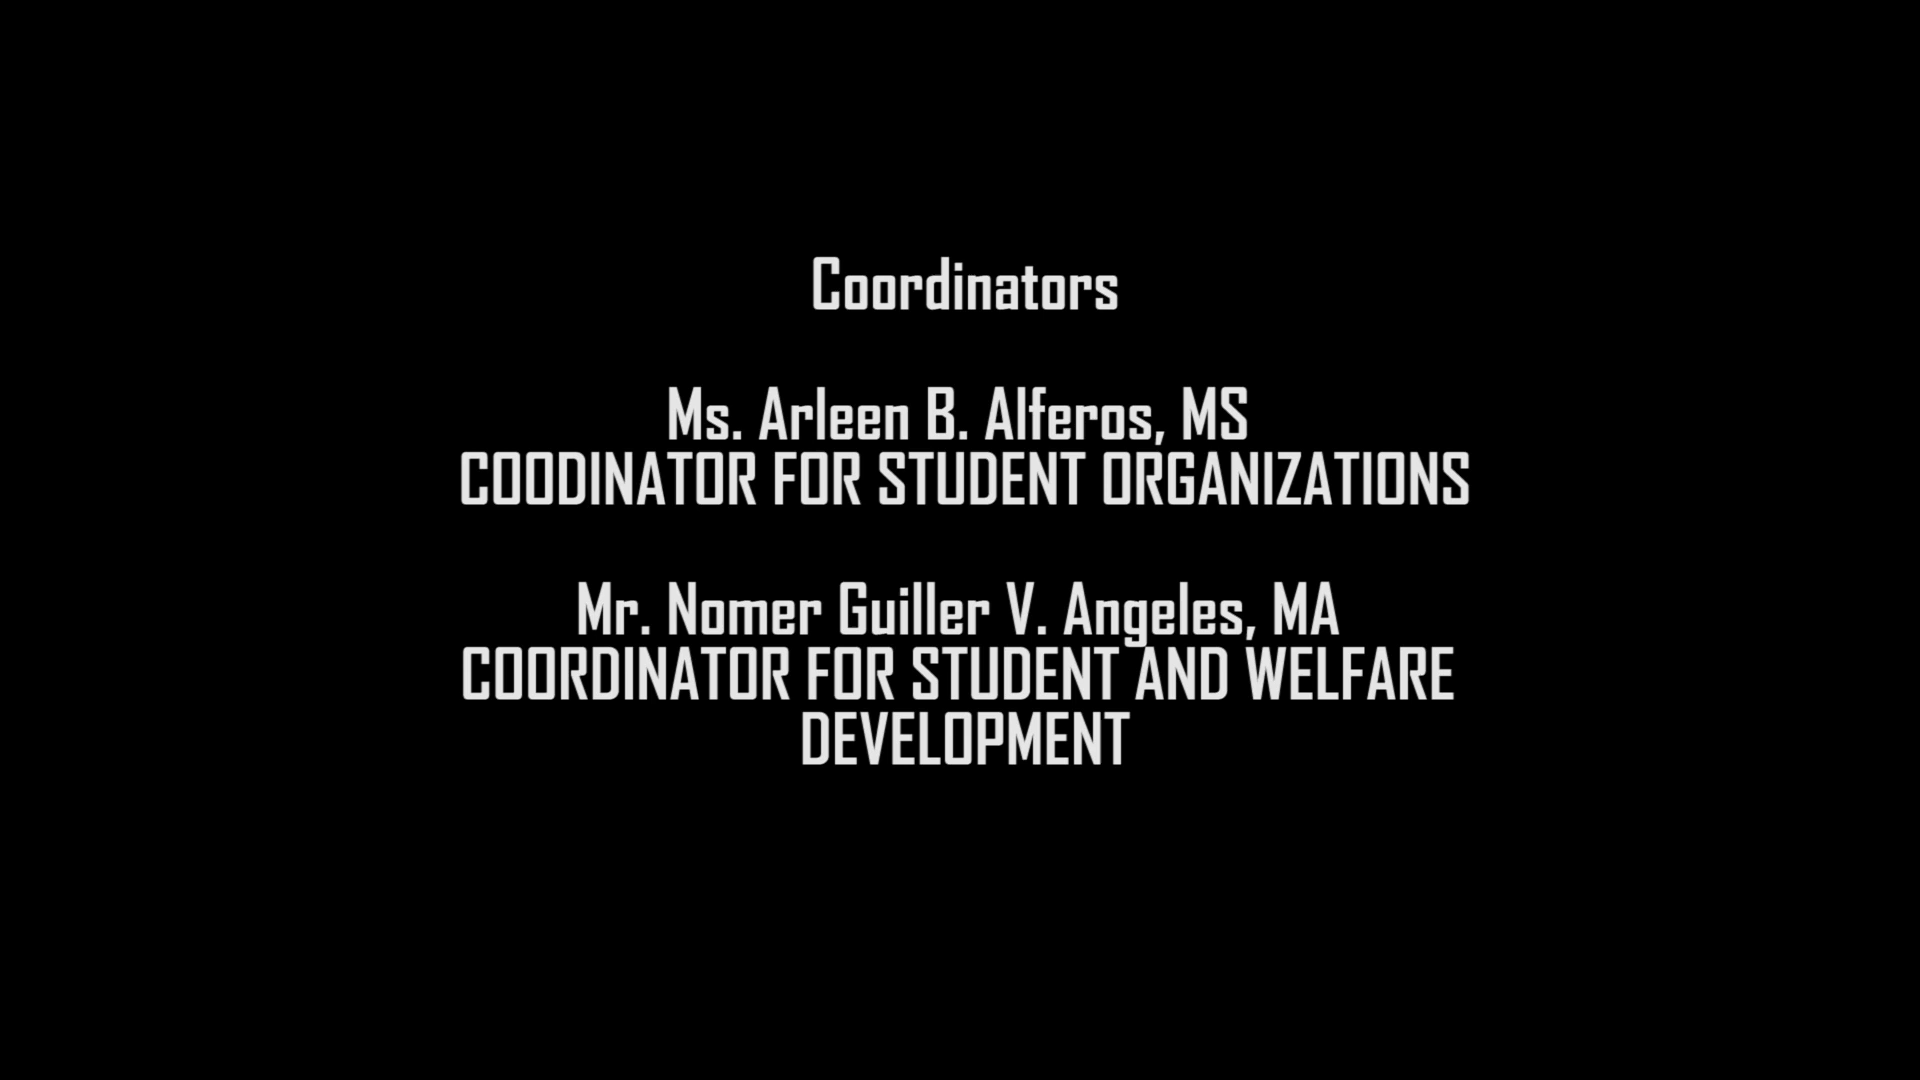 Coordinators
Ms. Arleen B. Alferos, MS
COODINATOR FOR STUDENT ORGANIZATIONS
Mr. Nomer Guiller V. Angeles, MA
COORDINATOR FOR STUDENT AND WELFARE
DEVELOPMENT